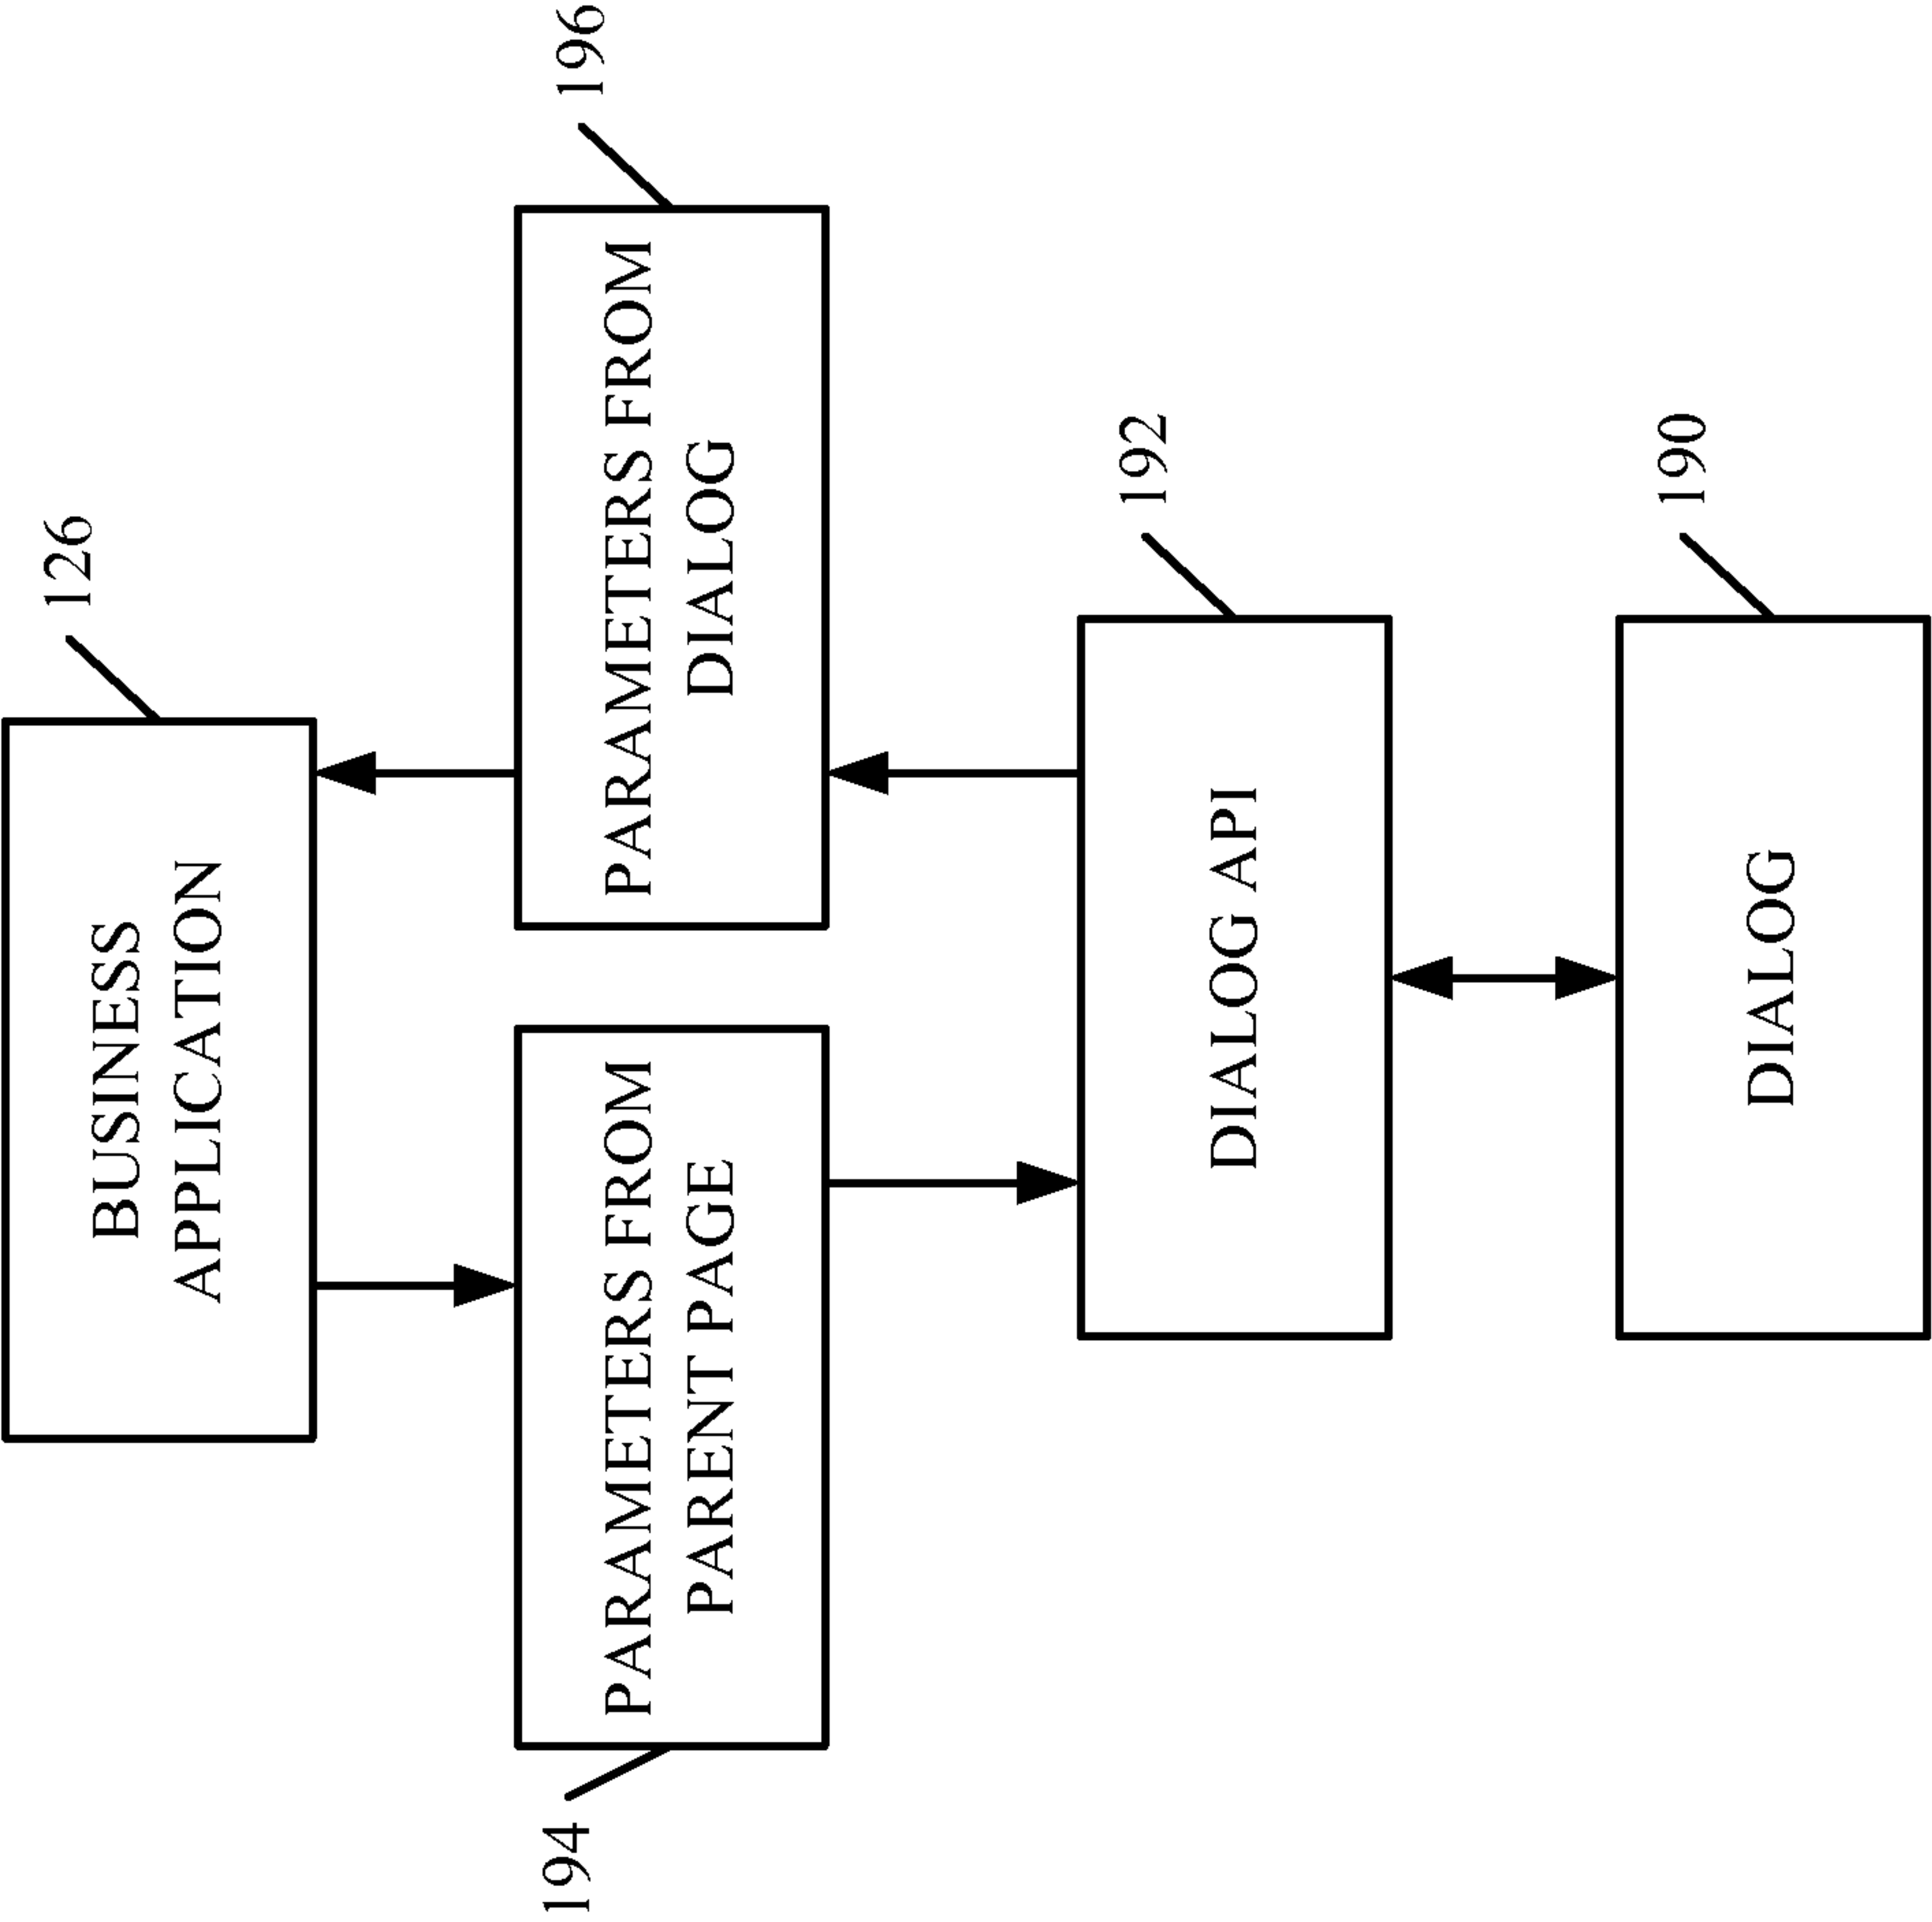 126
BUSINESS
APPLICATION
194
PARAMETERS FROM
PARENT PAGE
196
PARAMETERS FROM
DIALOG
192
DIALOG API
190
DIALOG